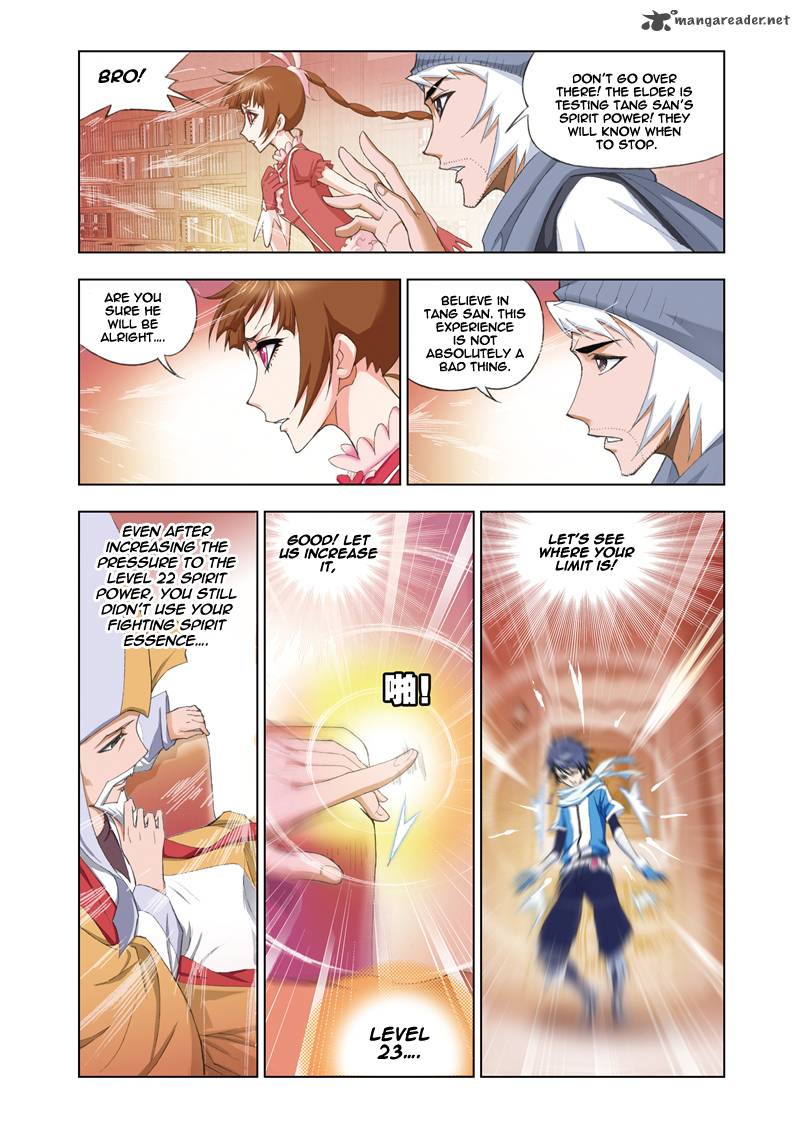 mangareader.net
BRO!
DON'T GO OVER
THERE! THE ELDER IS
TESTING TANG SAN'S
SPIRIT POWER! THEY
WILL KNOW WHEN
TO STOP.
ARE YOU
SURE HE
WILL BE
ALRIGHT....
BELIEVE IN
TANG SAN. THIS
EXPERIENCE
IS NOT
ABSOLUTELY A
BAD THING.
EVEN AFTER
INCREASING THE
PRESSURE TO THE
LEVEL 22 SPIRIT
POWER, YOU STILL
DIDN'T USE YOUR
FIGHTING SPIRIT
ESSENCE....
GOOD! LET
US INCREASE
IT,
啪!
LEVEL
23....
LET'S SEE
WHERE YOUR
LIMIT IS!